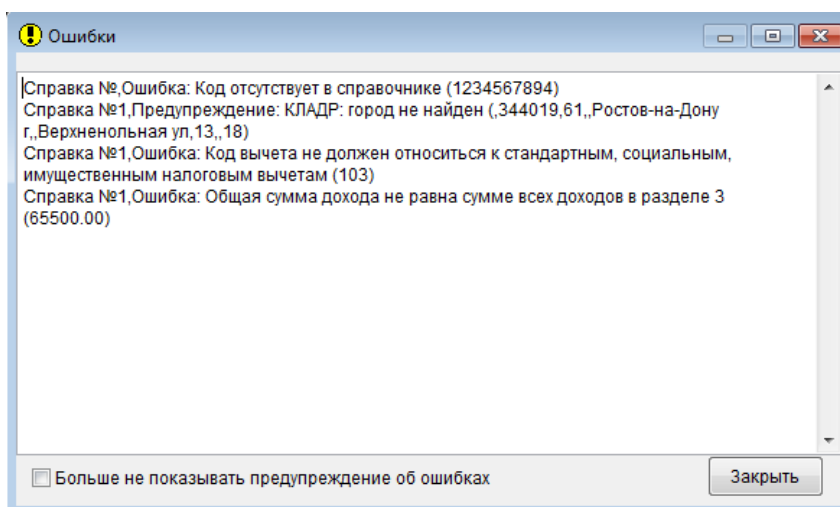 Ошибки
Справка №,Ошибка: Код отсутствует в справочнике (1234567894)
Справка №1,Предупреждение: КЛАДР: город не найден (,344019,61,,Ростов-на-Дону
г,,Верхненольная ул,13,,18)
Справка №1,Ошибка: Код вычета не должен относиться к стандартным, социальным,
имущественным налоговым вычетам (103)
Справка №1,Ошибка: Общая сумма дохода не равна сумме всех доходов в разделе 3
(65500.00)
Больше не показывать предупреждение об ошибках
Закрыть